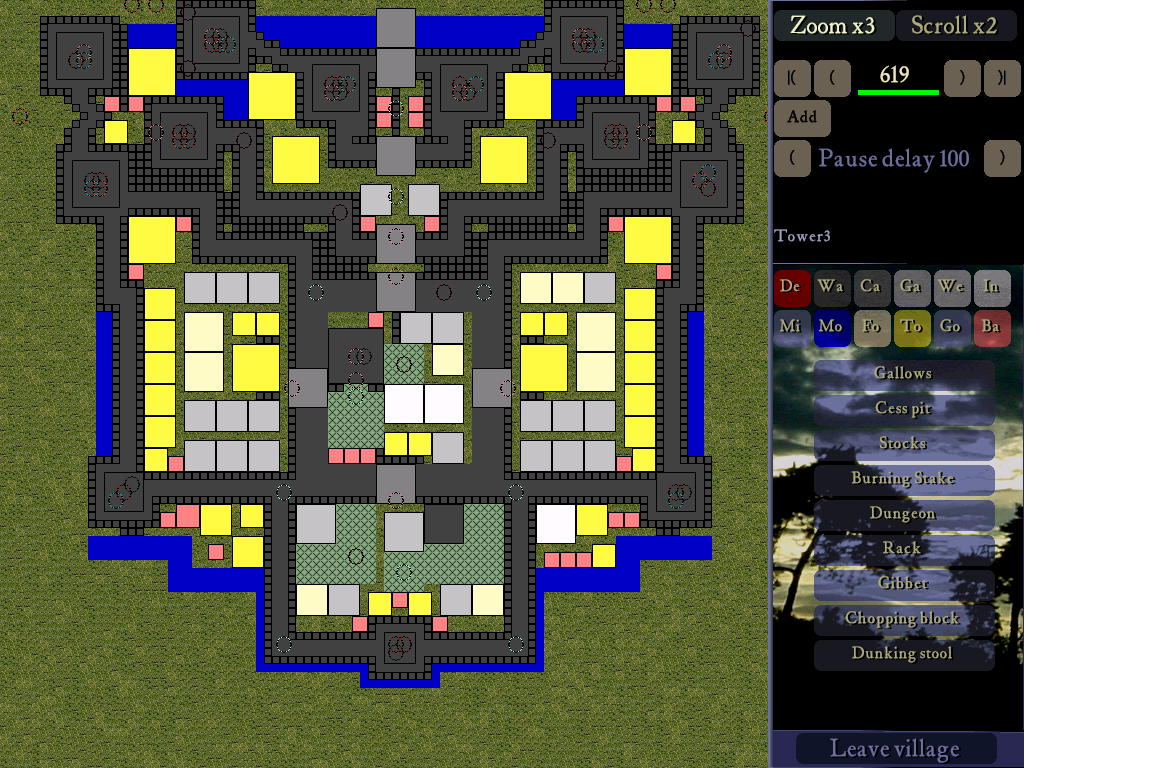 Zoom x3 Scroll x2
|( ( 619 ) )|
Add
( Pause delay 100 )
Tower3
De Wa Ca Ga We In
Mi Mo Fo To Go Ba
Gallows
Cess pit
Stocks
Burning Stake
Dungeon
Rack
Gibbet
Chopping block
Dunking stool
Leave village